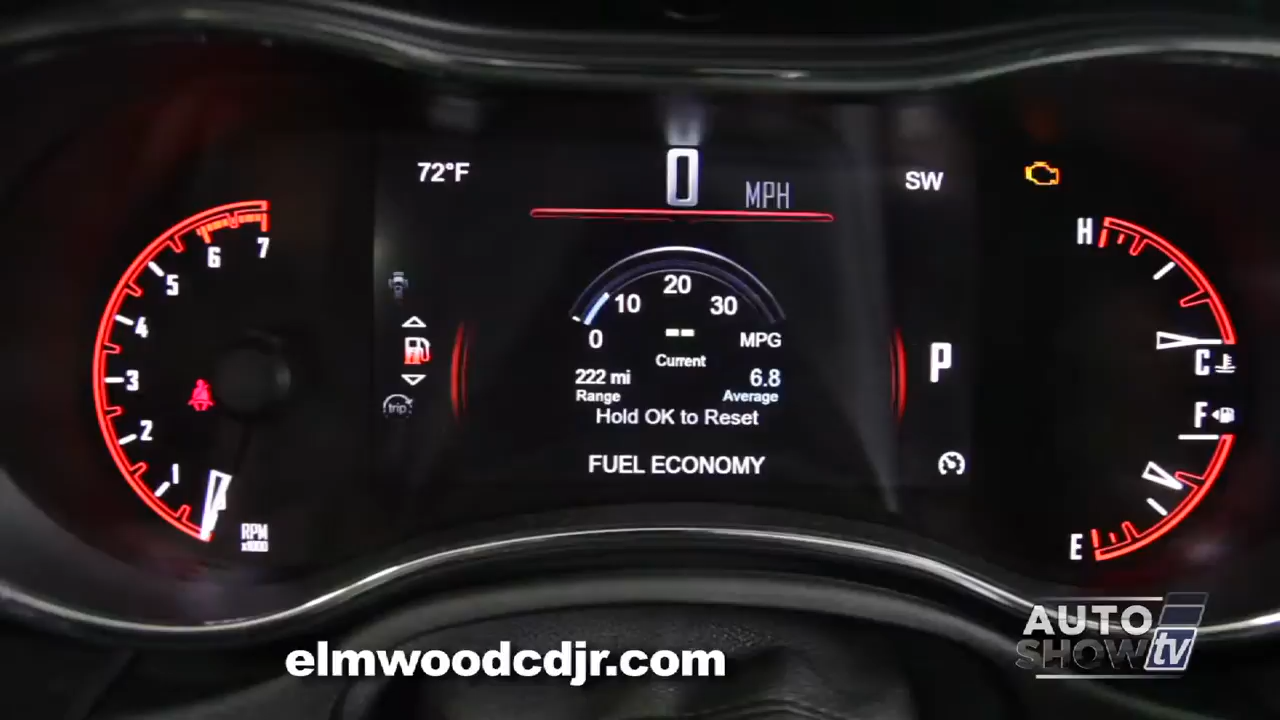 72°F
0 MPH
SW
7
6
5
4
3
2
1
RPM
x1000
trip
0
10
20
30
--
MPG
Current
222 mi
6.8
Range
Average
Hold OK to Reset
FUEL ECONOMY
P
H
C
F
E
elmwoodcdjr.com
AUTO
SHOW tv